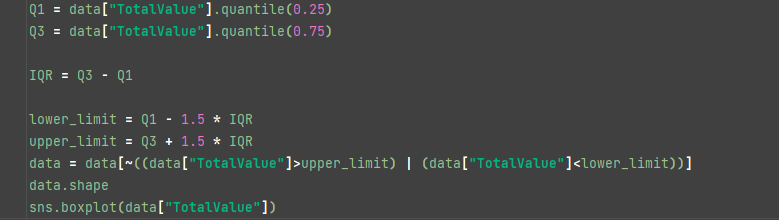 Q1 = data["TotalValue"].quantile(0.25)
Q3 = data["TotalValue"].quantile(0.75)
IQR = Q3 - Q1
lower_limit = Q1 - 1.5 * IQR
upper_limit = Q3 + 1.5 * IQR
data = data[~((data["TotalValue"]>upper_limit) | (data["TotalValue"]<lower_limit))]
data.shape
sns.boxplot(data["TotalValue"])